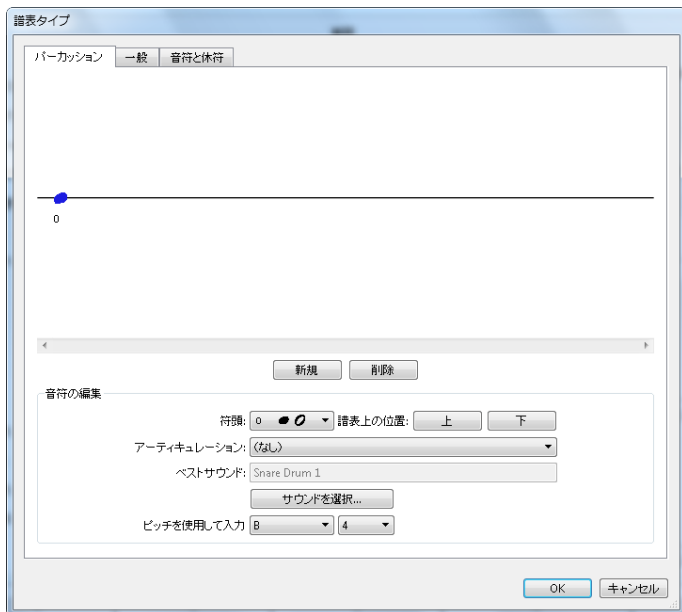 譜表タイプ
パーカッション 一般 音符と休符
0
新規 削除
音符の編集
符頭: 0 譜表上の位置: 上 下
アーティキュレーション: (なし)
ベストサウンド: Snare Drum 1
サウンドを選択...
ピッチを使用して入力 B 4
OK キャンセル